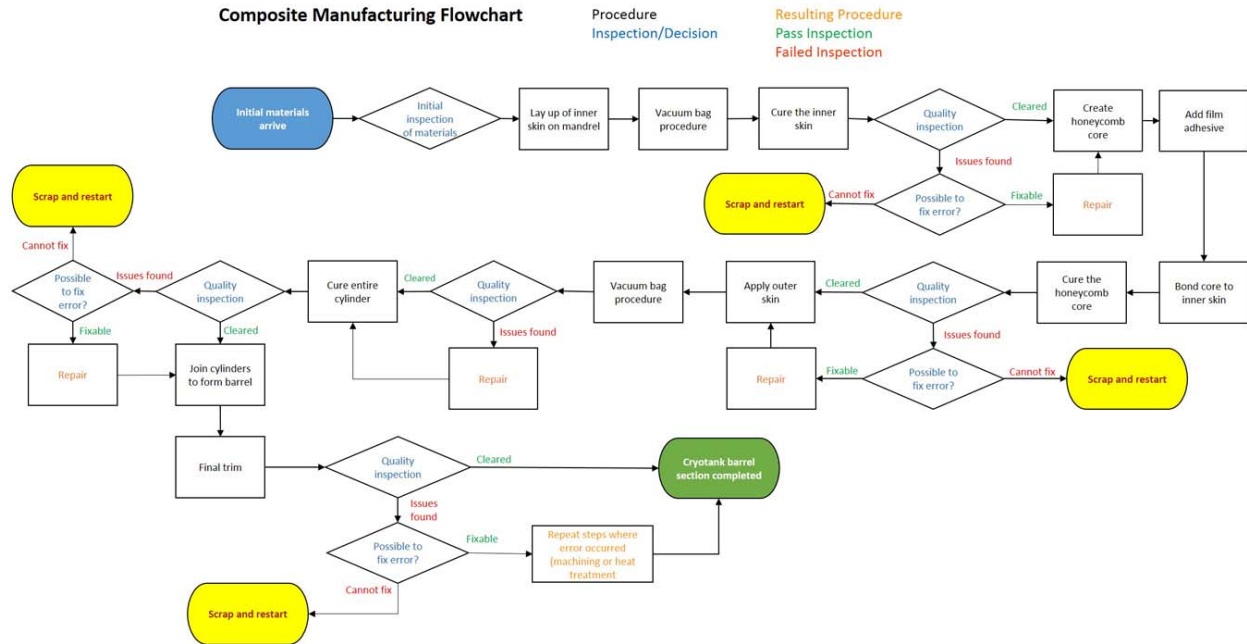 Composite Manufacturing Flowchart
Procedure
Inspection/Decision
Resulting Procedure
Pass Inspection
Failed Inspection
Initial materials
arrive
Initial
inspection
of materials
Lay up of inner
skin on mandrel
Vacuum bag
procedure
Cure the inner
skin
Quality
inspection
Cleared
Create
honeycomb
core
Add film
adhesive
Issues found
Scrap and restart
Cannot fix
Possible to
fix error?
Fixable
Repair
Scrap and restart
Cannot fix
Possible
to fix
error?
Issues found
Quality
inspection
Cure entire
cylinder
Cleared
Quality
inspection
Vacuum bag
procedure
Apply outer
skin
Cleared
Quality
inspection
Cure the
honeycomb
core
Bond core to
inner skin
Fixable
Cleared
Issues found
Issues found
Repair
Join cylinders
to form barrel
Repair
Repair
Fixable
Possible to
fix error?
Cannot fix
Scrap and restart
Final trim
Quality
inspection
Cleared
Cryotank barrel
section completed
Issues
found
Possible to
fix error?
Fixable
Repeat steps where
error occurred
(machining or heat
treatment
Cannot fix
Scrap and restart